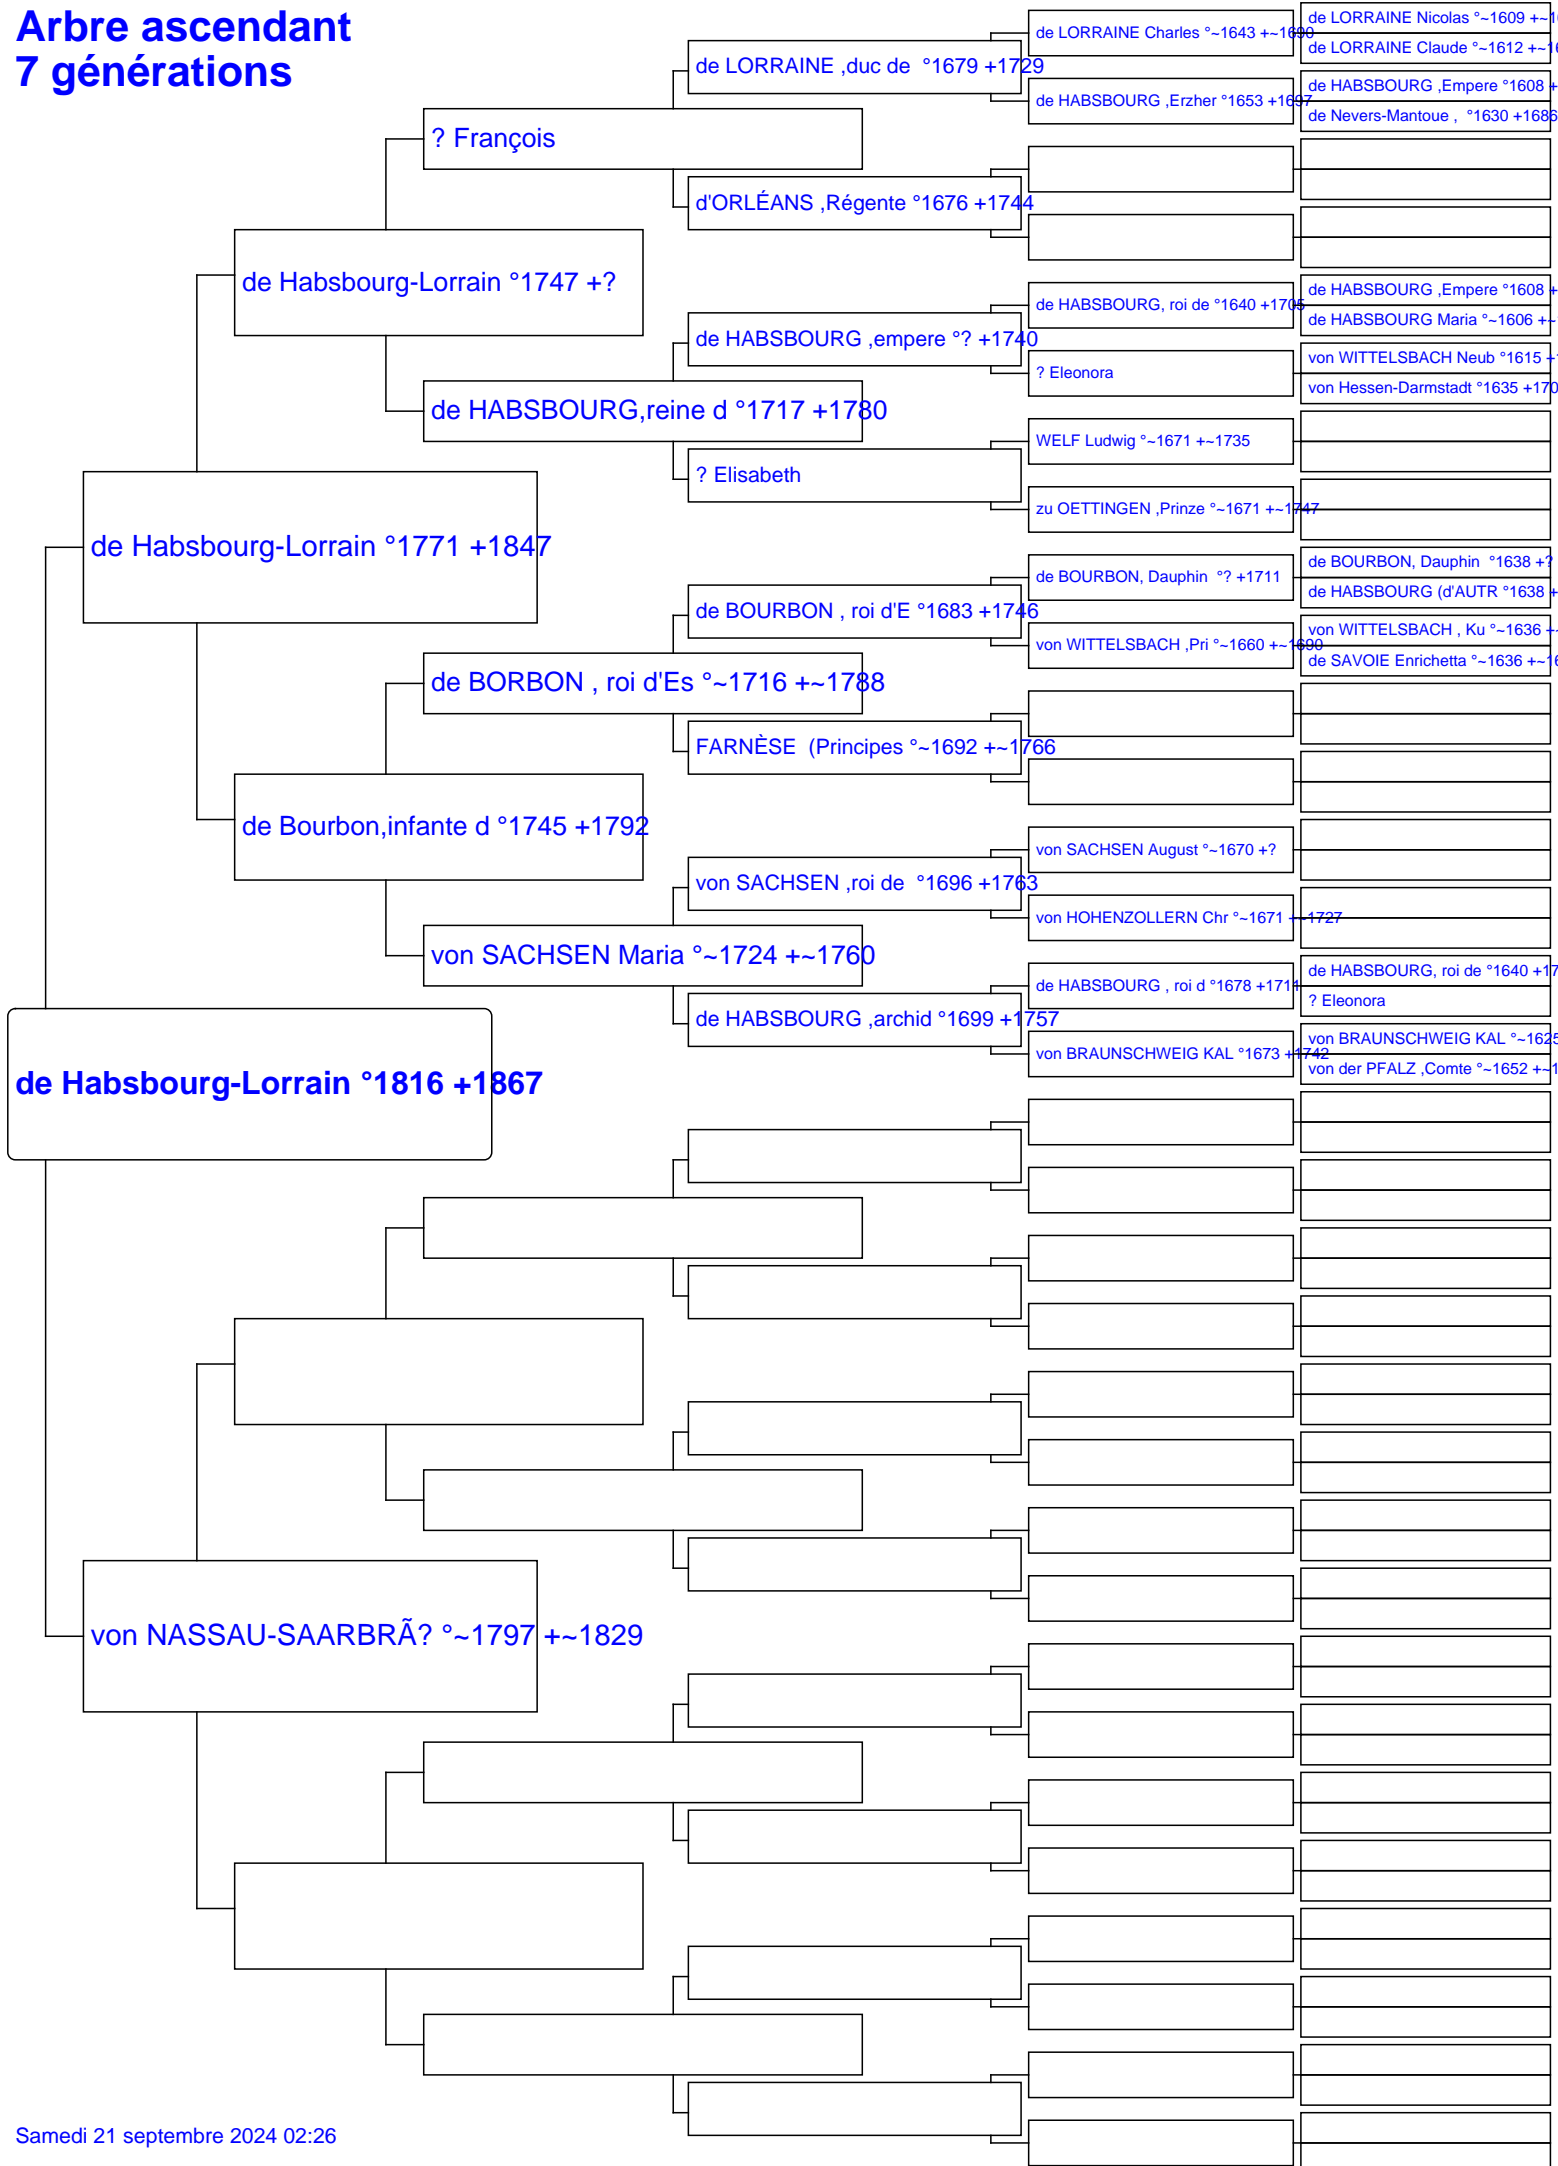 Arbre ascendant
7 générations
de LORRAINE Nicolas °~1609 +~1
de LORRAINE Charles °~1643 +~1690
de LORRAINE Claude °~1612 +~1
de LORRAINE ,duc de  °1679 +1729
de HABSBOURG ,Empere °1608 +
de HABSBOURG ,Erzher °1653 +1697
de Nevers-Mantoue ,  °1630 +1686
? François
d'ORLÉANS ,Régente °1676 +1744
de Habsbourg-Lorrain °1747 +?
de HABSBOURG ,Empere °1608 +
de HABSBOURG, roi de °1640 +1705
de HABSBOURG Maria °~1606 +~
de HABSBOURG ,empere °? +1740
von WITTELSBACH Neub °1615 +
? Eleonora
von Hessen-Darmstadt °1635 +170
de HABSBOURG,reine d °1717 +1780
WELF Ludwig °~1671 +~1735
? Elisabeth
zu OETTINGEN ,Prinze °~1671 +~1747
de Habsbourg-Lorrain °1771 +1847
de BOURBON, Dauphin  °1638 +?
de BOURBON, Dauphin  °? +1711
de HABSBOURG (d'AUTR °1638 +
de BOURBON , roi d'E °1683 +1746
von WITTELSBACH , Ku °~1636 +~
von WITTELSBACH ,Pri °~1660 +~1690
de SAVOIE Enrichetta °~1636 +~1
de BORBON , roi d'Es °~1716 +~1788
FARNÈSE  (Principes °~1692 +~1766
de Bourbon,infante d °1745 +1792
von SACHSEN August °~1670 +?
von SACHSEN ,roi de  °1696 +1763
von HOHENZOLLERN Chr °~1671 +~1727
von SACHSEN Maria °~1724 +~1760
de HABSBOURG, roi de °1640 +17
de HABSBOURG , roi d °1678 +1711
? Eleonora
de HABSBOURG ,archid °1699 +1757
von BRAUNSCHWEIG KAL °~1625
von BRAUNSCHWEIG KAL °1673 +1742
von der PFALZ ,Comte °~1652 +~1
de Habsbourg-Lorrain °1816 +1867
von NASSAU-SAARBRÃ? °~1797 +~1829
Samedi 21 septembre 2024 02:26